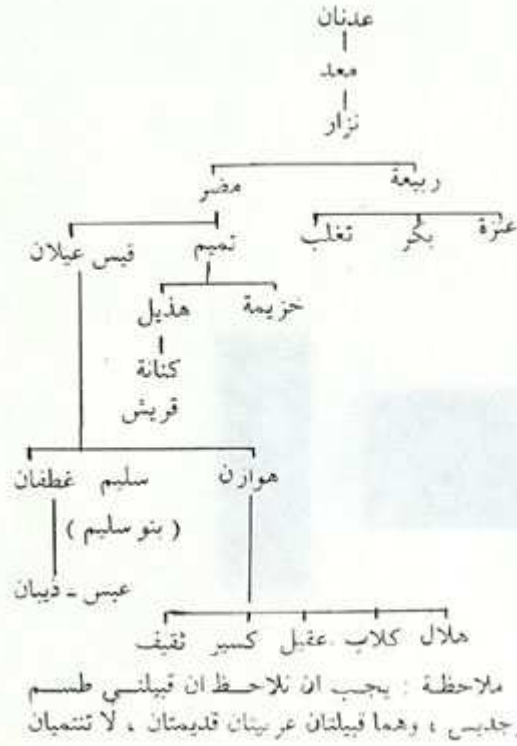 عدنان
معد
نزار
ربيعة مضر
عنزة بكر تغلب تميم قيس عيلان
خزيمة هذيل
كنانة
قريش
هوازن سليم غطفان
( بنو سليم )
عبس - ذيبان
هلال كلاب عقيل كسير ثقيف
ملاحظة : يجب ان نلاحظ ان قبيلتي طسم
وجديس ، وهما قبيلتان عربيتان قديمتان ، لا تنتميان